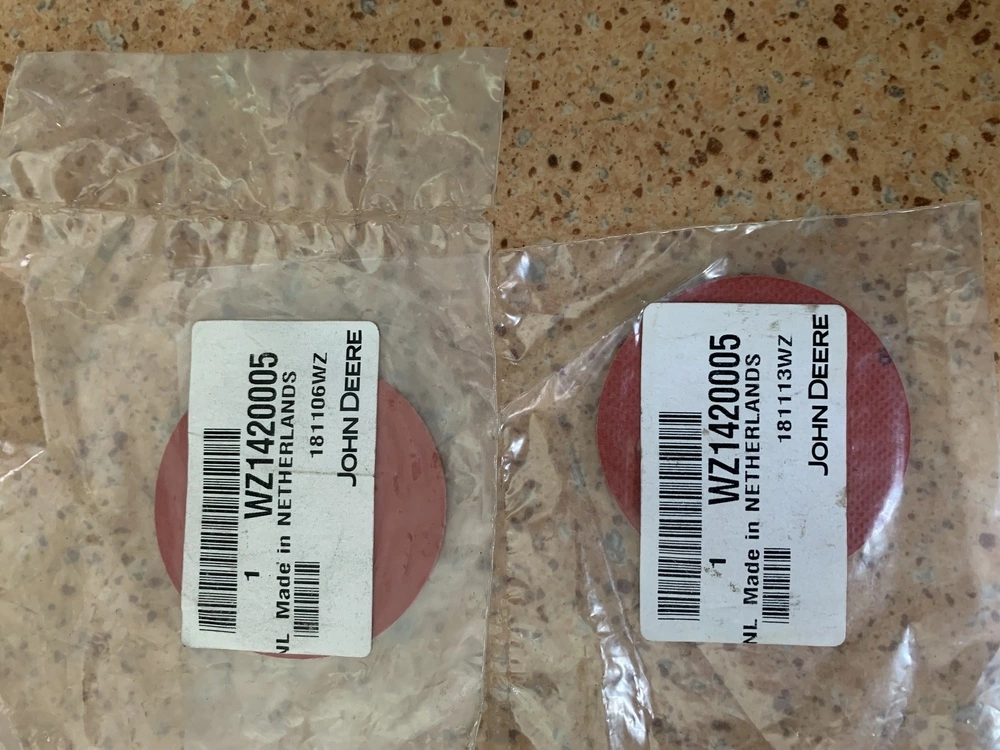 1 WZ1420005
NL Made in NETHERLANDS
181106WZ
JOHN DEERE
1 WZ1420005
NL Made in NETHERLANDS
181113WZ
JOHN DEERE